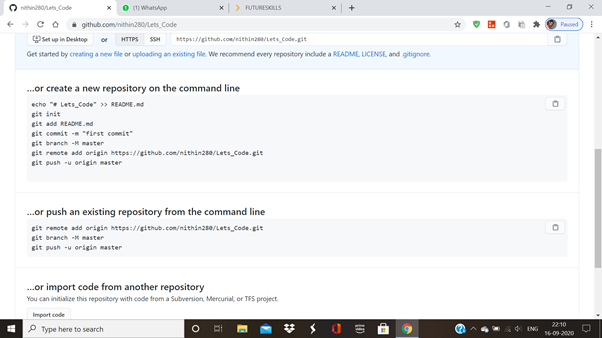 nithin280/Lets_Code
(1) WhatsApp
FUTURESKILLS
github.com/nithin280/Lets_Code
Paused
Set up in Desktop or HTTPS SSH https://github.com/nithin280/Lets_Code.git
Get started by creating a new file or uploading an existing file. We recommend every repository include a README, LICENSE, and .gitignore.
...or create a new repository on the command line
echo "# Lets_Code" >> README.md
git init
git add README.md
git commit -m "first commit"
git branch -M master
git remote add origin https://github.com/nithin280/Lets_Code.git
git push -u origin master
...or push an existing repository from the command line
git remote add origin https://github.com/nithin280/Lets_Code.git
git branch -M master
git push -u origin master
...or import code from another repository
You can initialize this repository with code from a Subversion, Mercurial, or TFS project.
Import code
Type here to search
ENG
22:10
16-09-2020